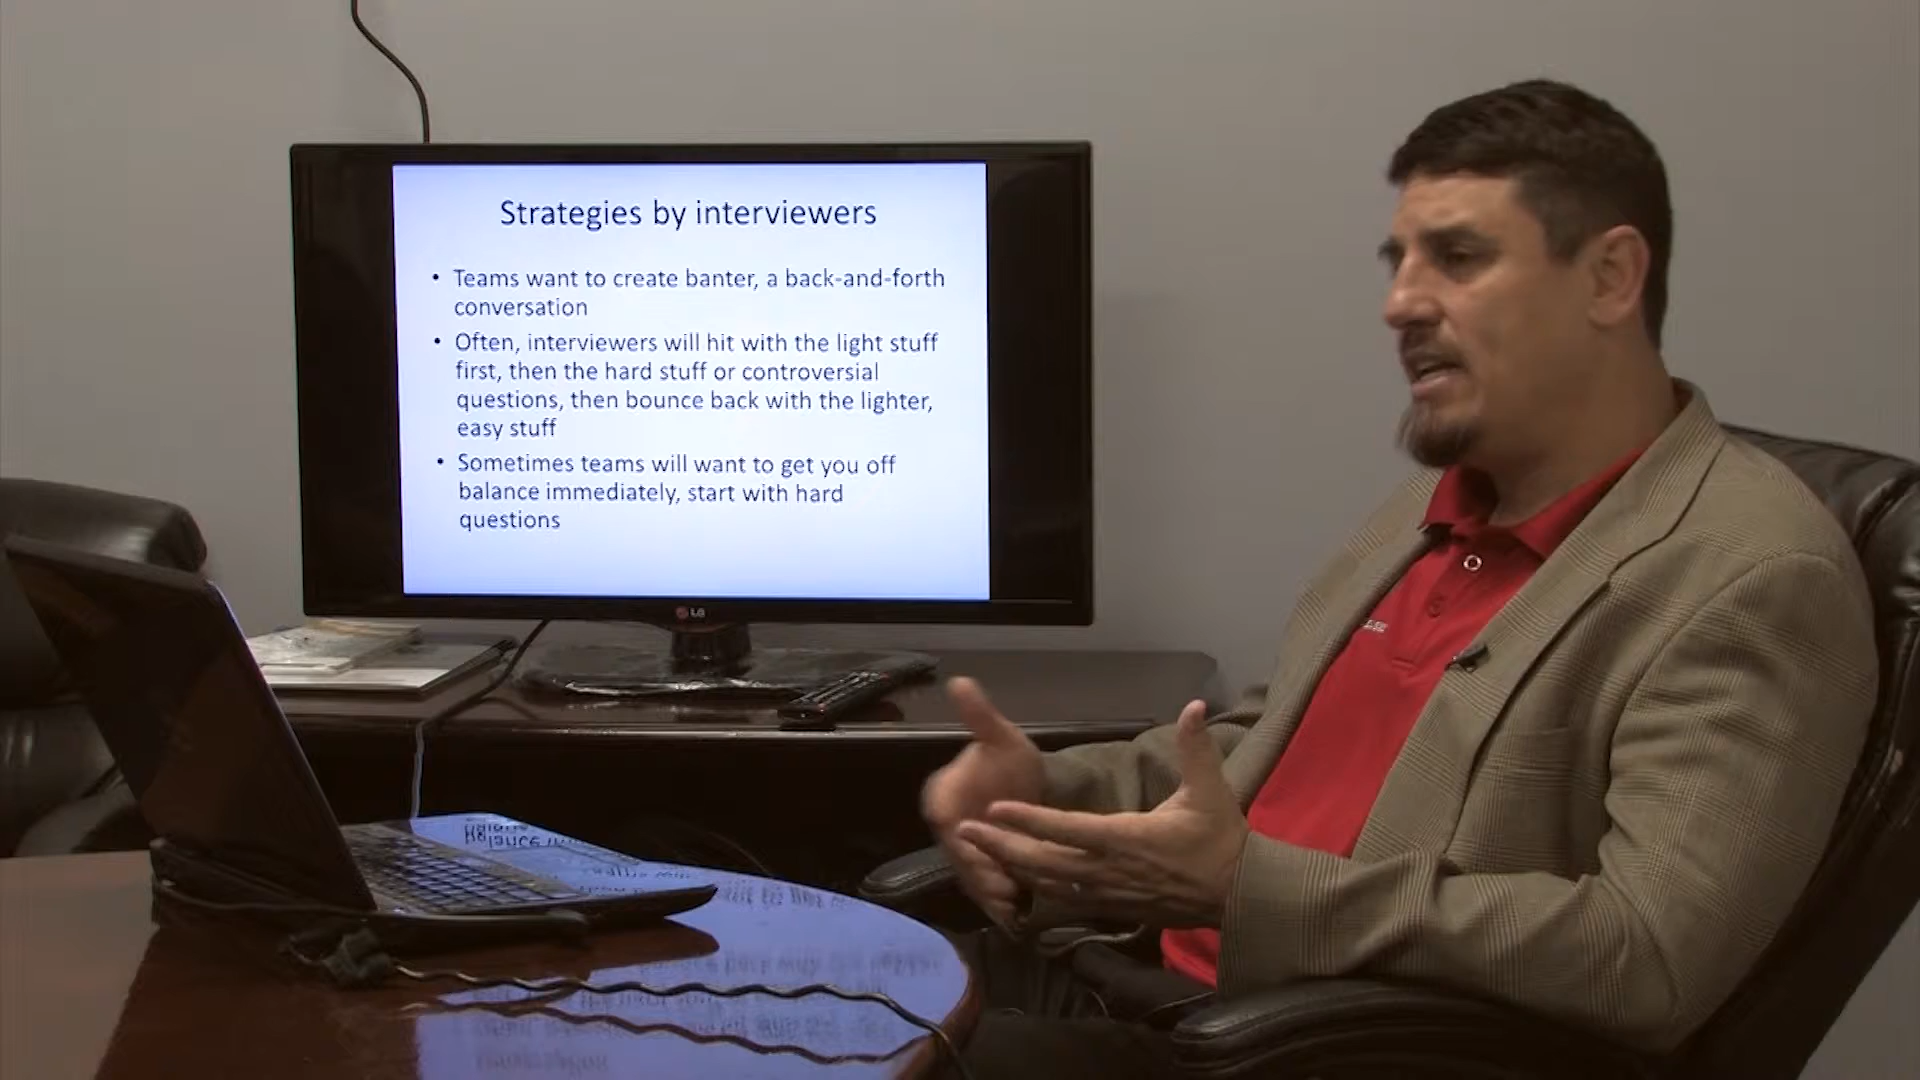 Strategies by interviewers
• Teams want to create banter, a back-and-forth
conversation
• Often, interviewers will hit with the light stuff
first, then the hard stuff or controversial
questions, then bounce back with the lighter,
easy stuff
• Sometimes teams will want to get you off
balance immediately, start with hard
questions
LG